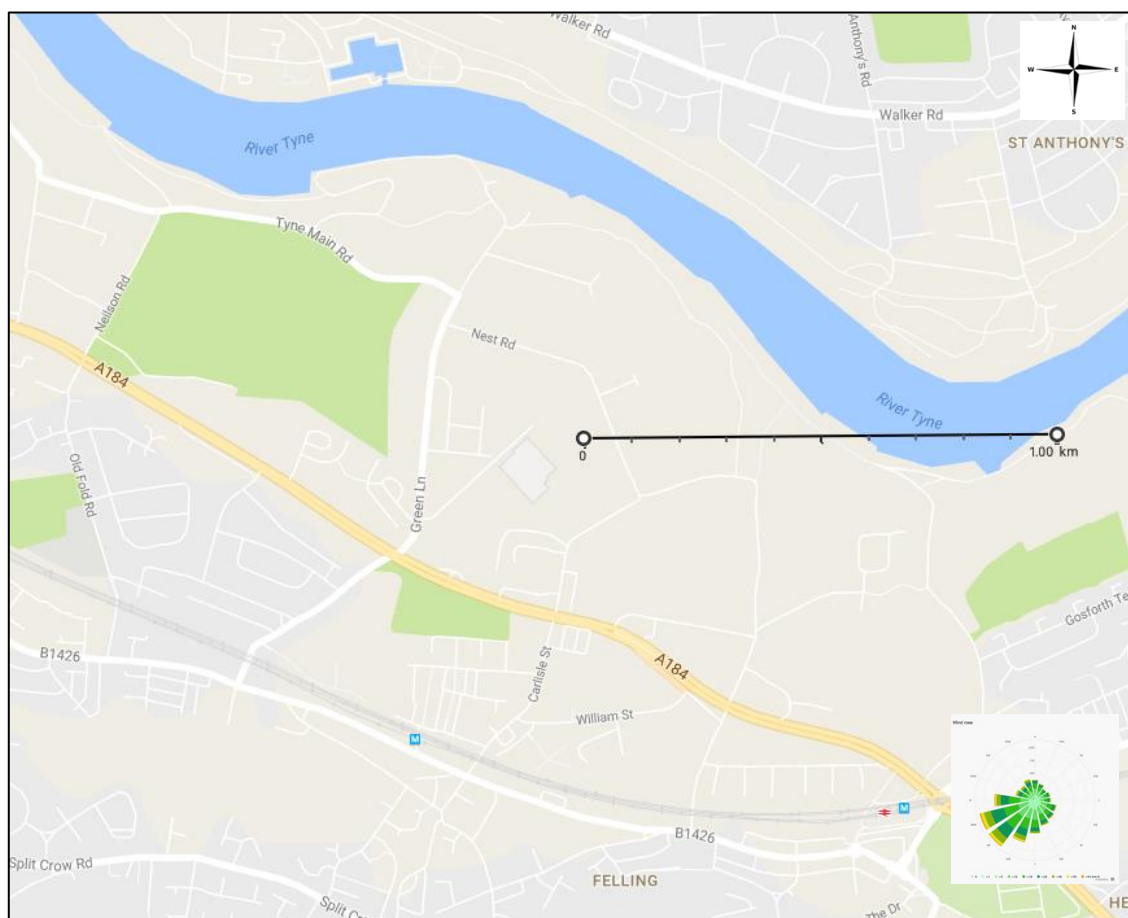 Walker Rd
Anthony's Rd
N
W
E
S
Walker Rd
ST ANTHONY'S
River Tyne
Tyne Main Rd
Neilson Rd
Nest Rd
A184
River Tyne
0
1.00 km
Old Fold Rd
Green Ln
Gosforth Te
B1426
Carlisle St
A184
William St
M
Wind rose
M
B1426
Split Crow Rd
FELLING
Split Cr
The Dr
HE